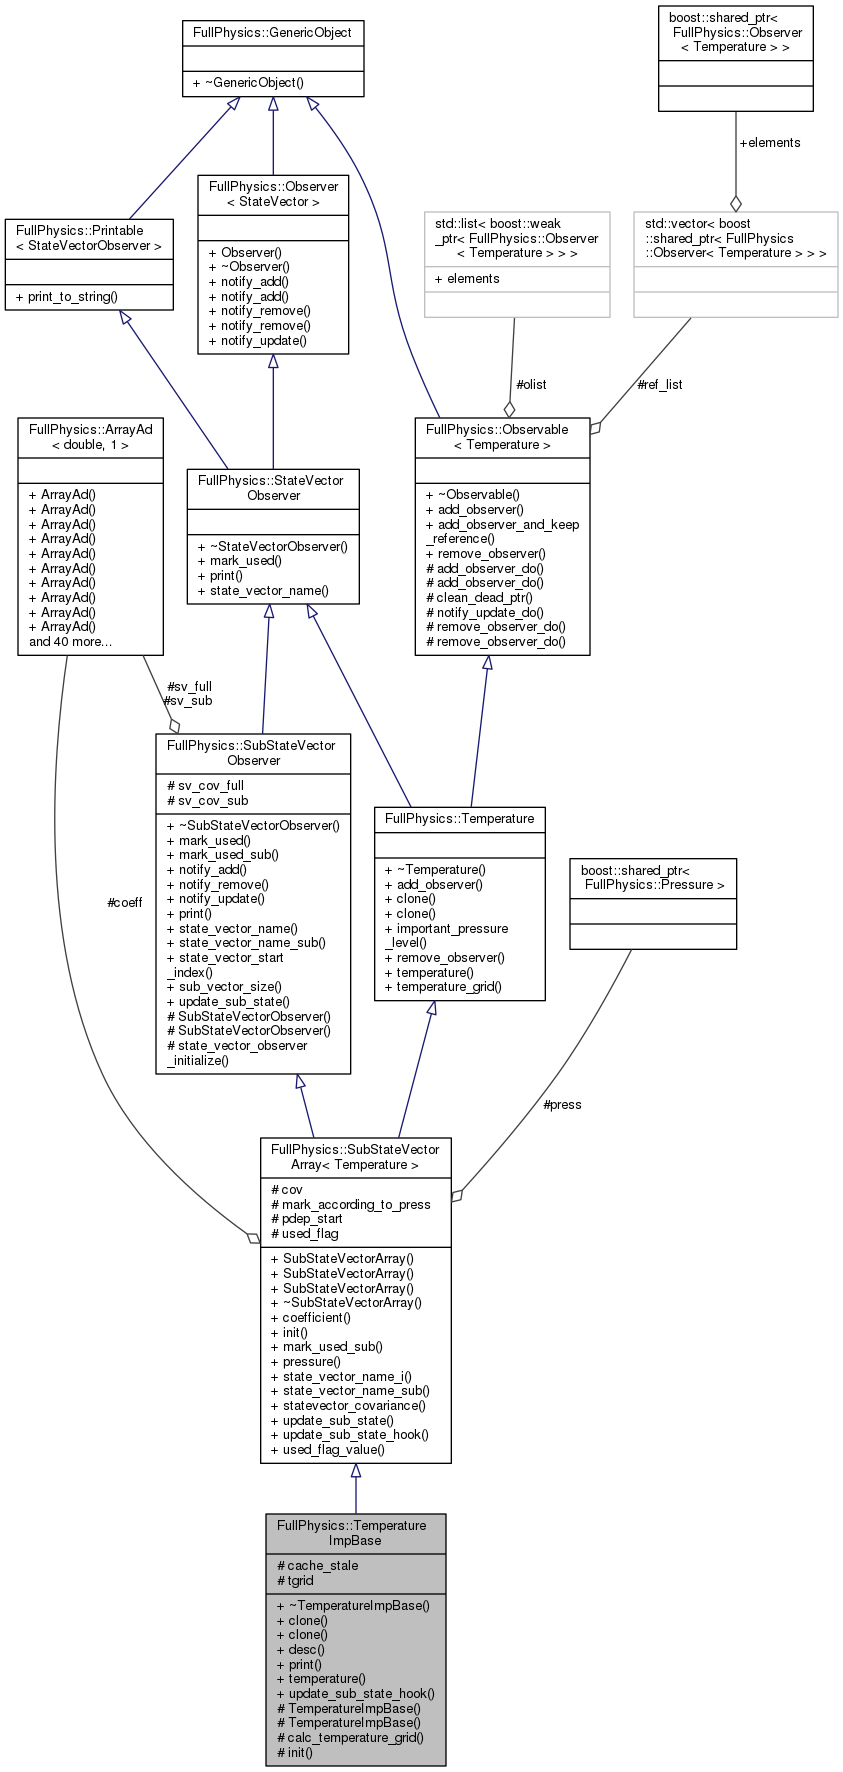 FullPhysics::GenericObject
+ ~GenericObject()
boost::shared_ptr<
FullPhysics::Observer
< Temperature > >
+elements
FullPhysics::Printable
< StateVectorObserver >
+ print_to_string()
FullPhysics::Observer
< StateVector >
+ Observer()
+ ~Observer()
+ notify_add()
+ notify_add()
+ notify_remove()
+ notify_remove()
+ notify_update()
std::list< boost::weak
_ptr< FullPhysics::Observer
< Temperature > > >
+ elements
std::vector< boost
::shared_ptr< FullPhysics
::Observer< Temperature > > >
#olist
#ref_list
FullPhysics::ArrayAd
< double, 1 >
+ ArrayAd()
+ ArrayAd()
+ ArrayAd()
+ ArrayAd()
+ ArrayAd()
+ ArrayAd()
+ ArrayAd()
+ ArrayAd()
+ ArrayAd()
+ ArrayAd()
and 40 more...
FullPhysics::StateVector
Observer
+ ~StateVectorObserver()
+ mark_used()
+ print()
+ state_vector_name()
FullPhysics::Observable
< Temperature >
+ ~Observable()
+ add_observer()
+ add_observer_and_keep
_reference()
+ remove_observer()
# add_observer_do()
# add_observer_do()
# clean_dead_ptr()
# notify_update_do()
# remove_observer_do()
# remove_observer_do()
#sv_full
#sv_sub
FullPhysics::SubStateVector
Observer
# sv_cov_full
# sv_cov_sub
+ ~SubStateVectorObserver()
+ mark_used()
+ mark_used_sub()
+ notify_add()
+ notify_remove()
+ notify_update()
+ print()
+ state_vector_name()
+ state_vector_name_sub()
+ state_vector_start
_index()
+ sub_vector_size()
+ update_sub_state()
# SubStateVectorObserver()
# SubStateVectorObserver()
# state_vector_observer
_initialize()
FullPhysics::Temperature
+ ~Temperature()
+ add_observer()
+ clone()
+ clone()
+ important_pressure
_level()
+ remove_observer()
+ temperature()
+ temperature_grid()
boost::shared_ptr<
FullPhysics::Pressure >
#coeff
#press
FullPhysics::SubStateVector
Array< Temperature >
# cov
# mark_according_to_press
# pdep_start
# used_flag
+ SubStateVectorArray()
+ SubStateVectorArray()
+ SubStateVectorArray()
+ ~SubStateVectorArray()
+ coefficient()
+ init()
+ mark_used_sub()
+ pressure()
+ state_vector_name_i()
+ state_vector_name_sub()
+ statevector_covariance()
+ update_sub_state()
+ update_sub_state_hook()
+ used_flag_value()
FullPhysics::Temperature
ImpBase
# cache_stale
# tgrid
+ ~TemperatureImpBase()
+ clone()
+ clone()
+ desc()
+ print()
+ temperature()
+ update_sub_state_hook()
# TemperatureImpBase()
# TemperatureImpBase()
# calc_temperature_grid()
# init()